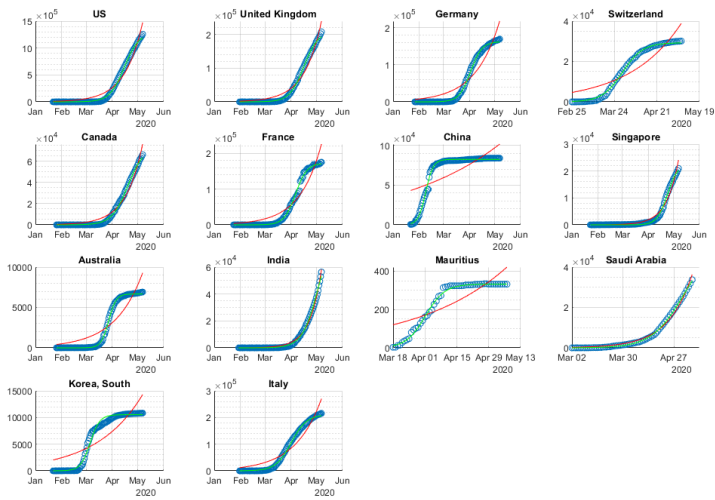 US
×10^5
15
10
5
0
Jan Feb Mar Apr May Jun
2020
United Kingdom
×10^5
2
1
0
Jan Feb Mar Apr May Jun
2020
Germany
×10^5
2
1
0
Jan Feb Mar Apr May Jun
2020
Switzerland
×10^4
4
2
0
Feb 25 Mar 24 Apr 21 May 19
2020
Canada
×10^4
6
4
2
0
Jan Feb Mar Apr May Jun
2020
France
×10^5
2
1
0
Jan Feb Mar Apr May Jun
2020
China
×10^4
10
5
0
Jan Feb Mar Apr May Jun
2020
Singapore
×10^4
3
2
1
0
Jan Feb Mar Apr May Jun
2020
Australia
10000
5000
0
Jan Feb Mar Apr May Jun
2020
India
×10^4
6
4
2
0
Jan Feb Mar Apr May Jun
2020
Mauritius
400
200
0
Mar 18 Apr 01 Apr 15 Apr 29 May 13
2020
Saudi Arabia
×10^4
4
2
0
Mar 02 Mar 30 Apr 27
2020
Korea, South
15000
10000
5000
0
Jan Feb Mar Apr May Jun
2020
Italy
×10^5
3
2
1
0
Jan Feb Mar Apr May Jun
2020